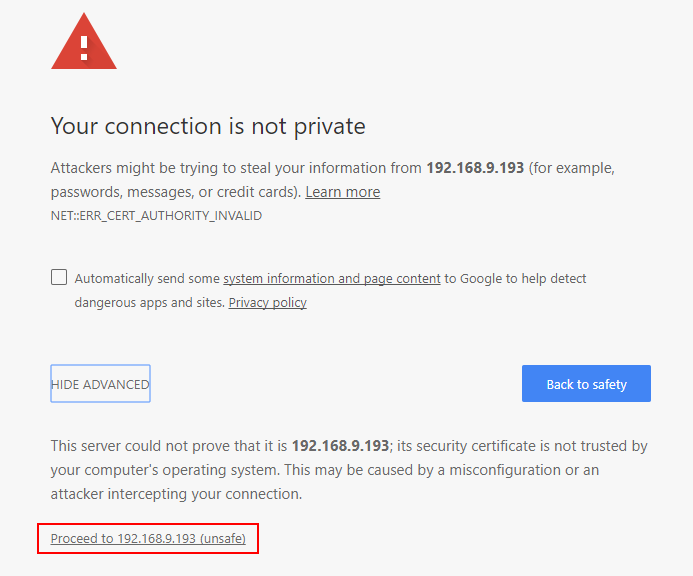 Your connection is not private
Attackers might be trying to steal your information from 192.168.9.193 (for example,
passwords, messages, or credit cards). Learn more
NET::ERR_CERT_AUTHORITY_INVALID
Automatically send some system information and page content to Google to help detect
dangerous apps and sites. Privacy policy
HIDE ADVANCED
Back to safety
This server could not prove that it is 192.168.9.193; its security certificate is not trusted by
your computer's operating system. This may be caused by a misconfiguration or an
attacker intercepting your connection.
Proceed to 192.168.9.193 (unsafe)